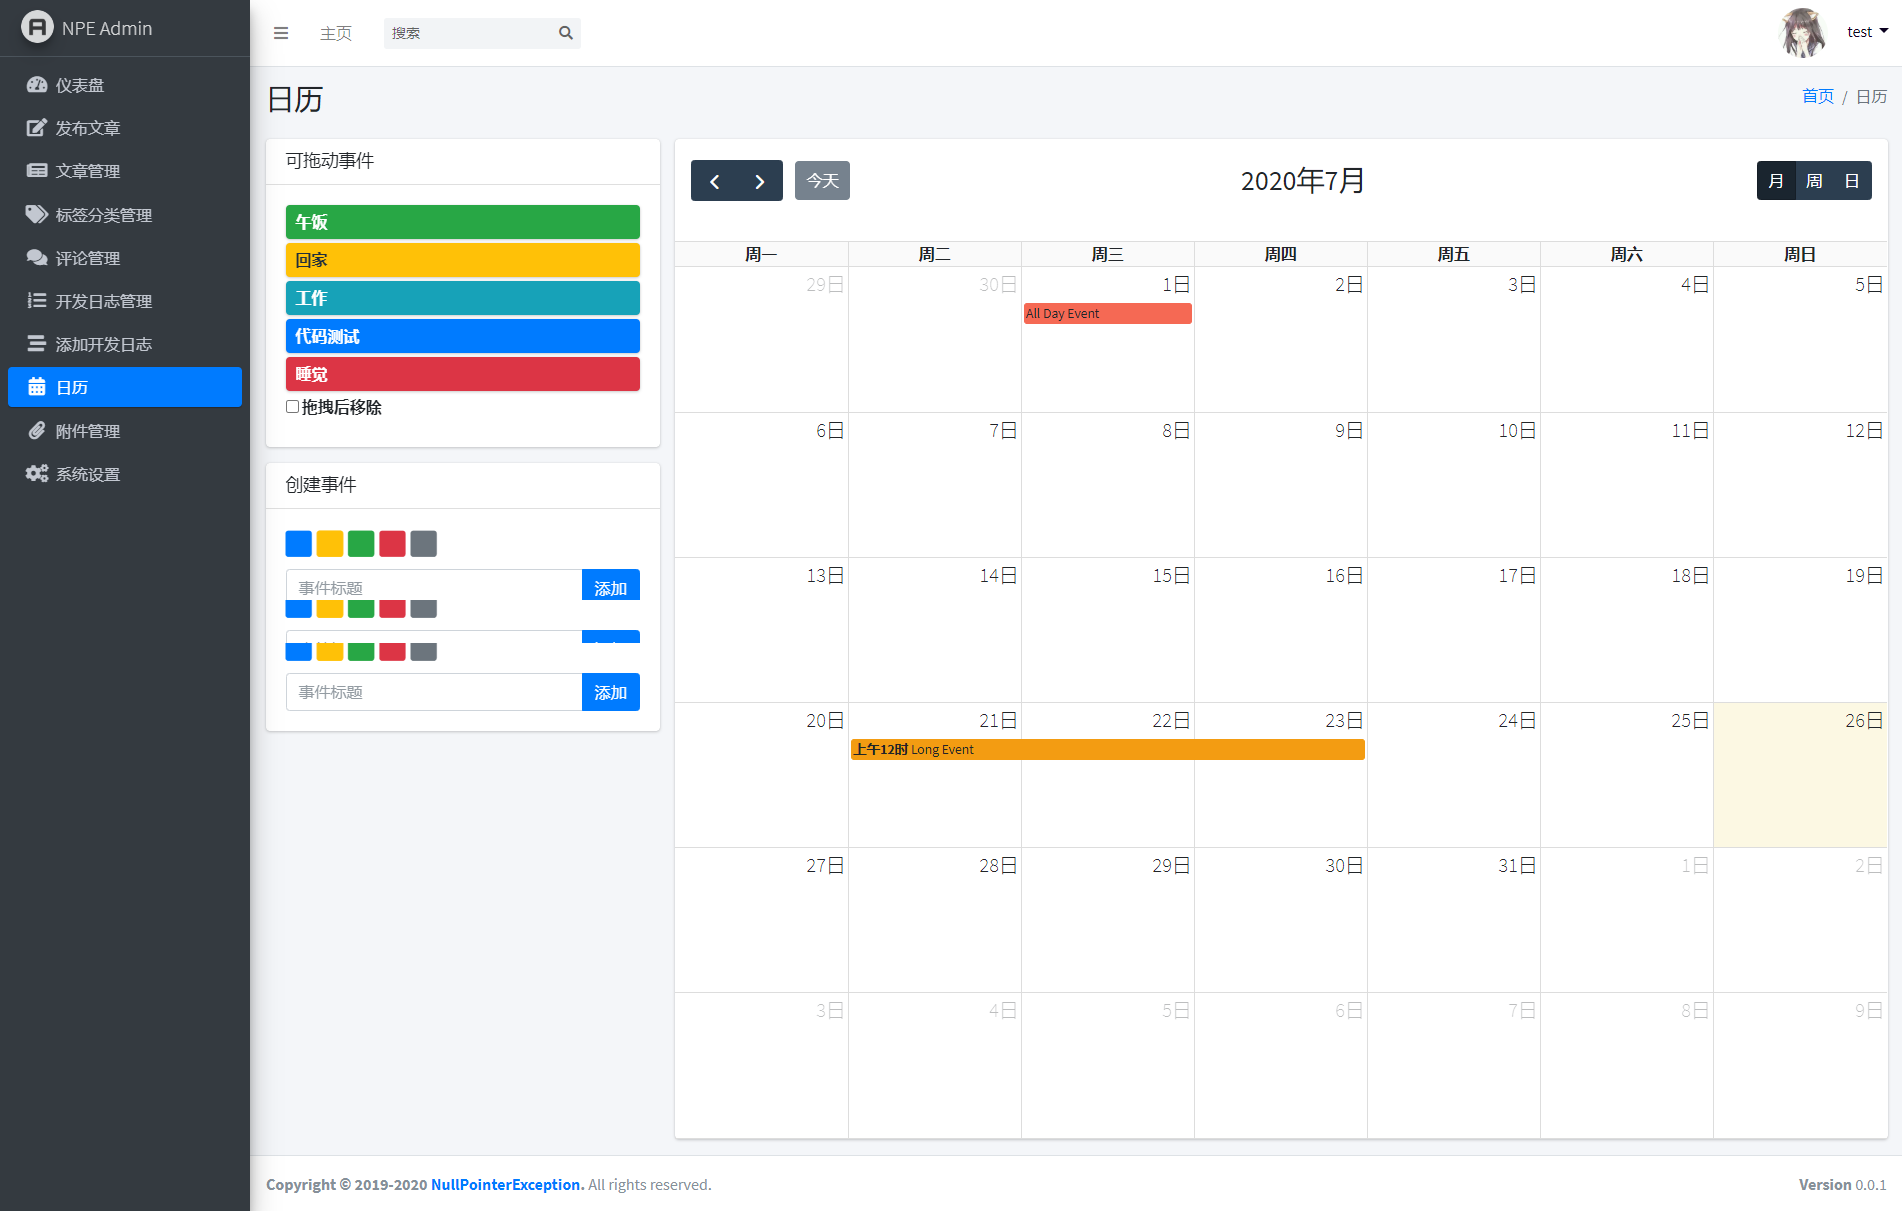 NPE Admin
主页
搜索
test
仪表盘
发布文章
文章管理
标签分类管理
评论管理
开发日志管理
添加开发日志
日历
附件管理
系统设置
日历
首页 / 日历
可拖动事件
午饭
回家
工作
代码测试
睡觉
拖拽后移除
创建事件
事件标题
添加
事件标题
添加
今天
2020年7月
月 周 日
周一 周二 周三 周四 周五 周六 周日
29日 30日 1日 2日 3日 4日 5日
All Day Event
6日 7日 8日 9日 10日 11日 12日
13日 14日 15日 16日 17日 18日 19日
20日 21日 22日 23日 24日 25日 26日
上午12时 Long Event
27日 28日 29日 30日 31日 1日 2日
3日 4日 5日 6日 7日 8日 9日
Copyright © 2019-2020 NullPointerException. All rights reserved.
Version 0.0.1